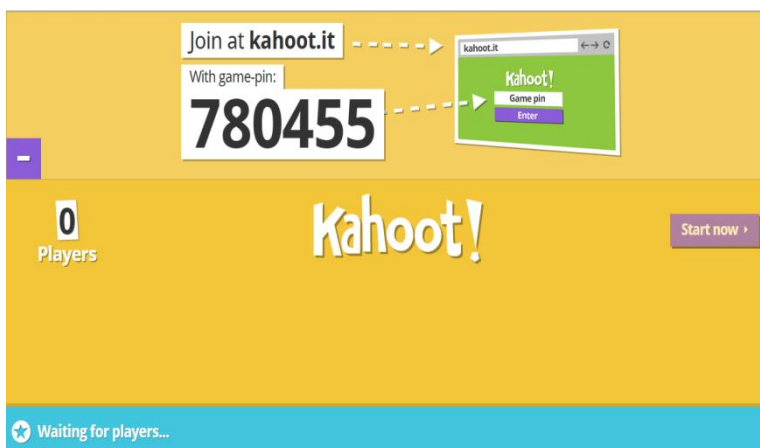 Join at kahoot.it
With game-pin:
780455
kahoot.it
Kahoot!
Game pin
Enter
0
Players
Kahoot!
Start now
Waiting for players...